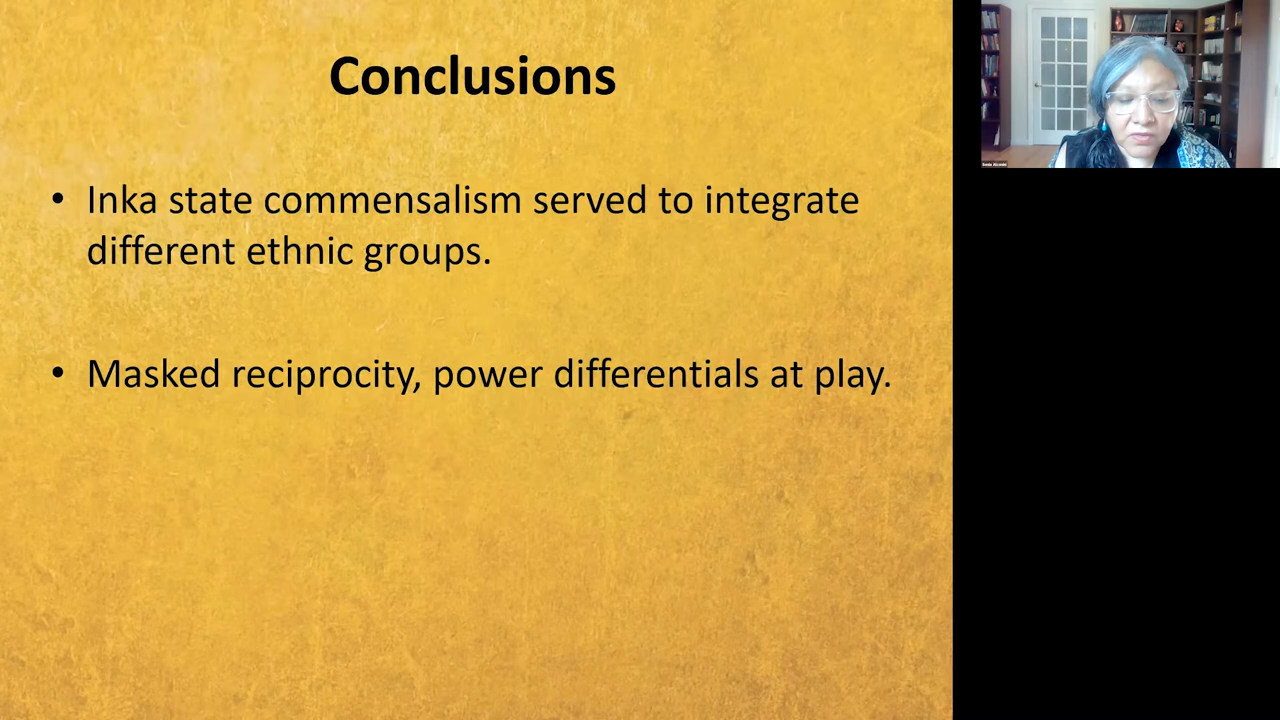 Conclusions
• Inka state commensalism served to integrate
different ethnic groups.
• Masked reciprocity, power differentials at play.